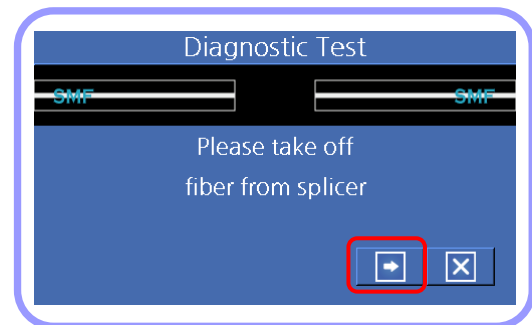 Diagnostic Test
SMF SMF
Please take off
fiber from splicer